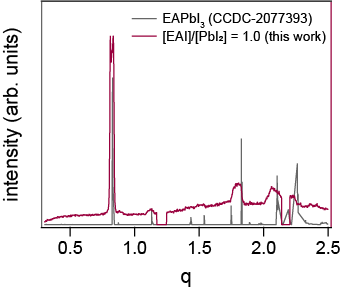 EAPbI₃ (CCDC-2077393)
[EAI]/[PbI₂] = 1.0 (this work)
intensity (arb. units)
0.5 1.0 1.5 2.0 2.5
q